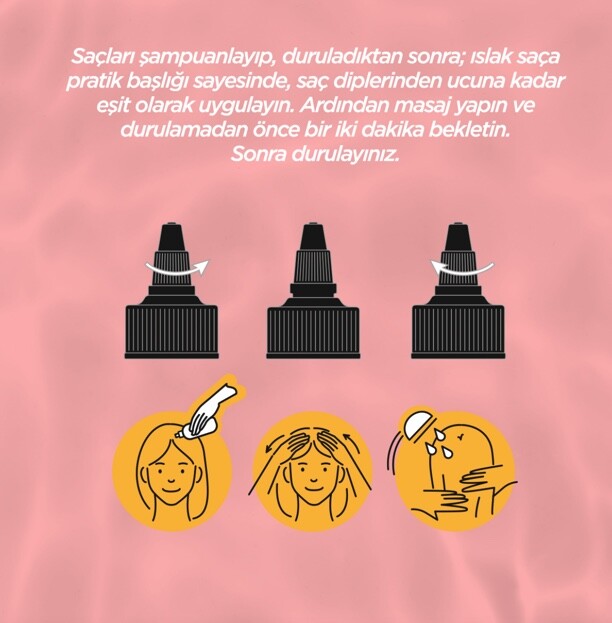 Saçları şampuanlayıp, duruladıktan sonra; ıslak saça
pratik başlığı sayesinde, saç diplerinden ucuna kadar
eşit olarak uygulayın. Ardından masaj yapın ve
durulamadan önce bir iki dakika bekletin.
Sonra durulayınız.